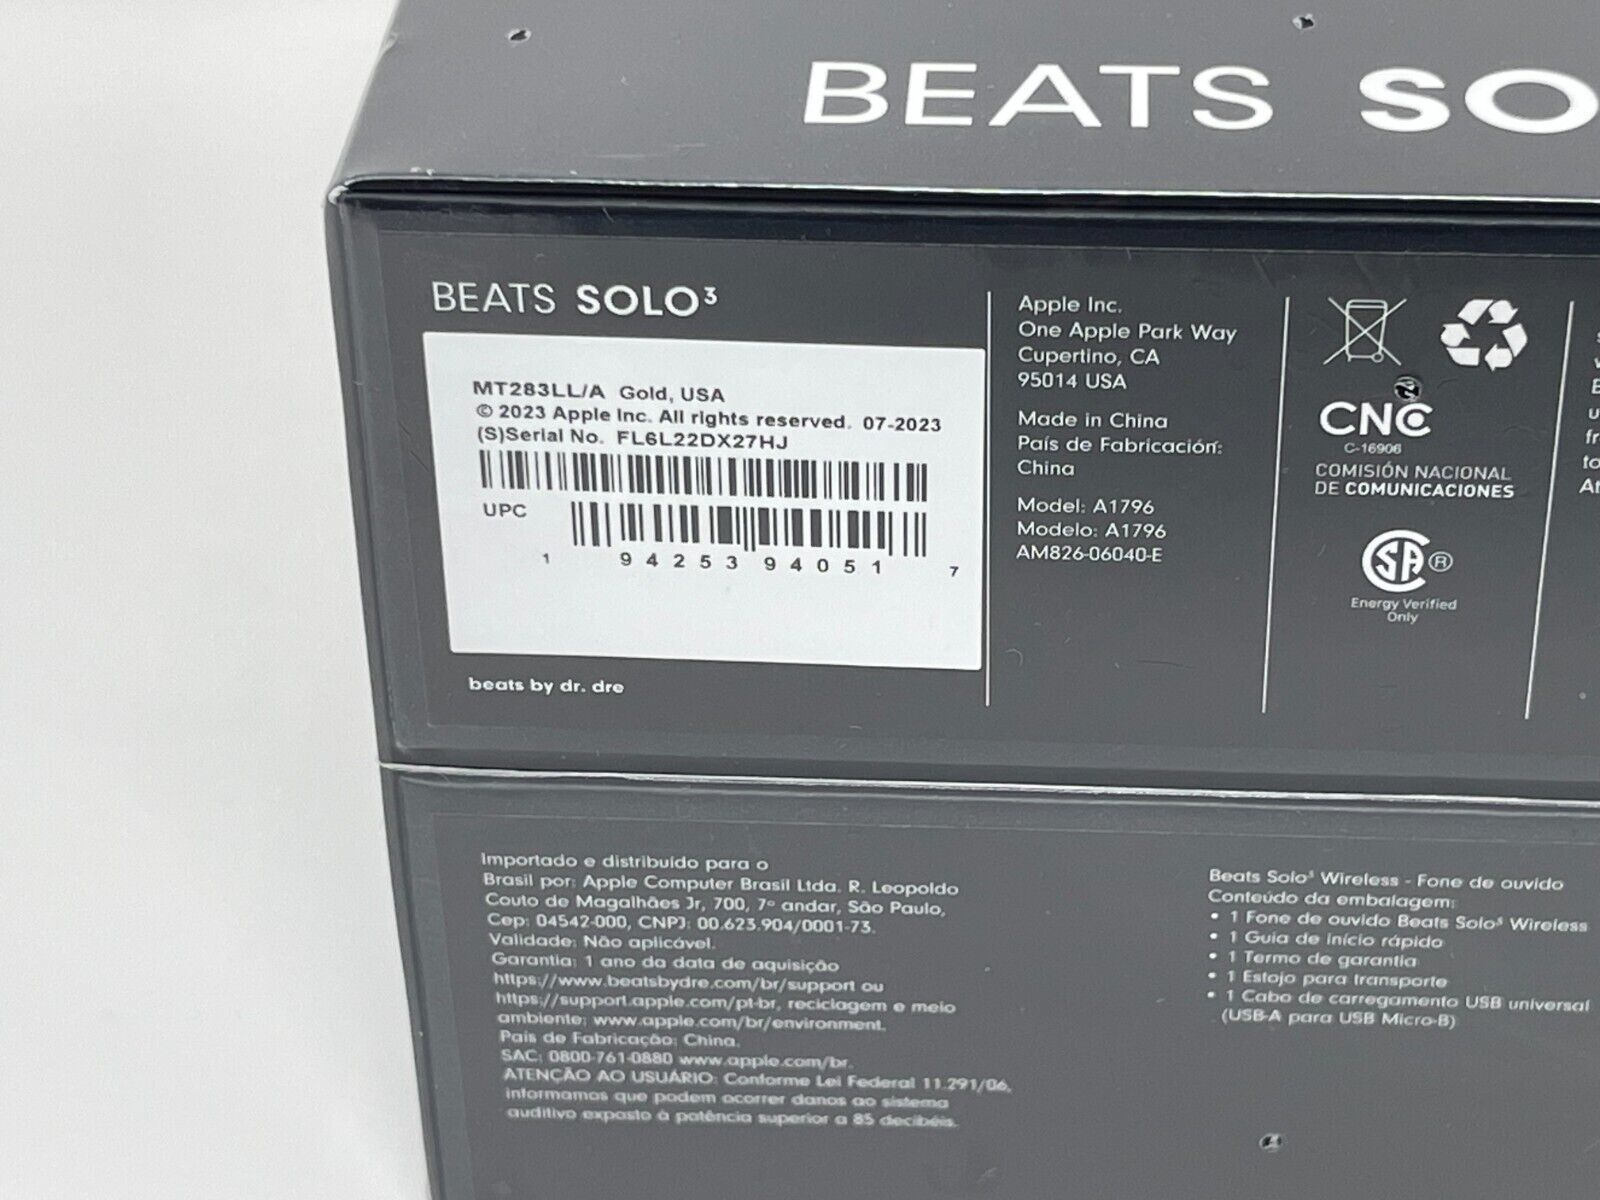 BEATS SO
BEATS SOLO³
MT283LL/A Gold, USA
© 2023 Apple Inc. All rights reserved. 07-2023
(S)Serial No. FL6L22DX27HJ
UPC
1 94253 94051 7
beats by dr. dre
Apple Inc.
One Apple Park Way
Cupertino, CA
95014 USA
Made in China
País de Fabricación:
China
Model: A1796
Modelo: A1796
AM826-06040-E
CNC
C-16906
COMISIÓN NACIONAL
DE COMUNICACIONES
SA®
Energy Verified
Only
Importado e distribuído para o
Brasil por: Apple Computer Brasil Ltda. R. Leopoldo
Couto de Magalhães Jr, 700, 7º andar, São Paulo,
Cep: 04542-000, CNPJ: 00.623.904/0001-73.
Validade: Não aplicável.
Garantia: 1 ano da data de aquisição
https://www.beatsbydre.com/br/support ou
https://support.apple.com/pt-br, reciclagem e meio
ambiente: www.apple.com/br/environment.
País de Fabricação: China.
SAC: 0800-761-0880 www.apple.com/br.
ATENÇÃO AO USUÁRIO: Conforme Lei Federal 11.291/06,
informamos que podem ocorrer danos ao sistema
auditivo exposto à potência superior a 85 decibéis.
Beats Solo³ Wireless - Fone de ouvido
Conteúdo da embalagem:
• 1 Fone de ouvido Beats Solo³ Wireless
• 1 Guia de início rápido
• 1 Termo de garantia
• 1 Estojo para transporte
• 1 Cabo de carregamento USB universal
(USB-A para USB Micro-B)